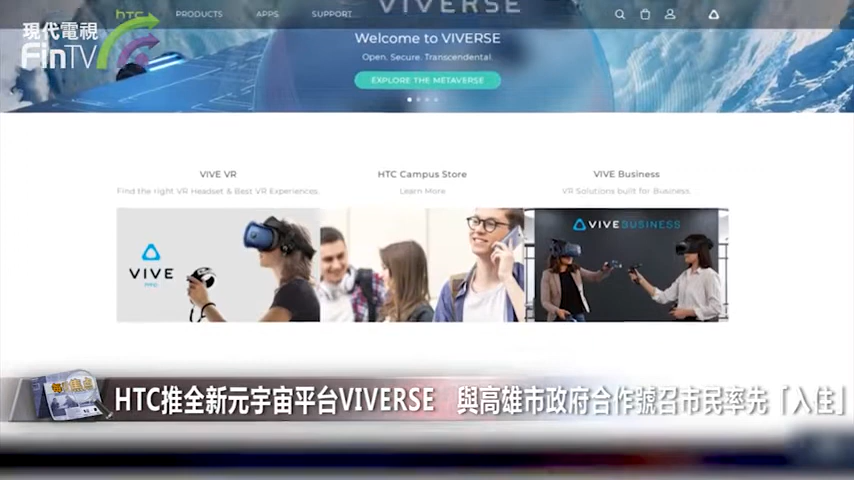 現代電視
FinTV
htc PRODUCTS APPS SUPPORT
VIVERSE
Welcome to VIVERSE
Open. Secure. Transcendental.
EXPLORE THE METAVERSE
VIVE VR
Find the right VR Headset & Best VR Experiences.
VIVE
HTC Campus Store
Learn More
VIVE Business
VR Solutions built for Business
VIVE BUSINESS
每日焦点
HTC推全新元宇宙平台VIVERSE 與高雄市政府合作號召市民率先「入住」